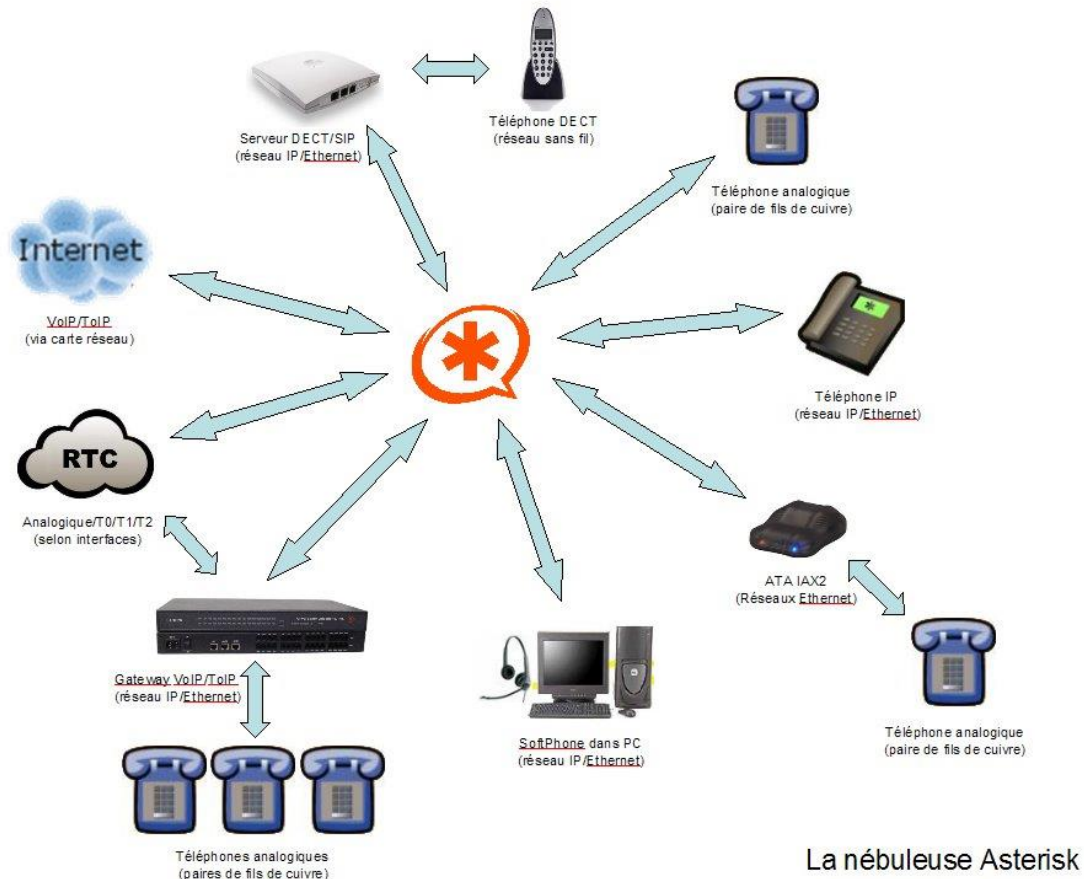 Serveur DECT/SIP
(réseau IP/Ethernet)
Téléphone DECT
(réseau sans fil)
Téléphone analogique
(paire de fils de cuivre)
Internet
VoIP/ToIP
(via carte réseau)
Téléphone IP
(réseau IP/Ethernet)
RTC
Analogique/T0/T1/T2
(selon interfaces)
ATA IAX2
(Réseaux Ethernet)
Gateway VoIP/ToIP
(réseau IP/Ethernet)
SoftPhone dans PC
(réseau IP/Ethernet)
Téléphone analogique
(paire de fils de cuivre)
Téléphones analogiques
(paires de fils de cuivre)
La nébuleuse Asterisk